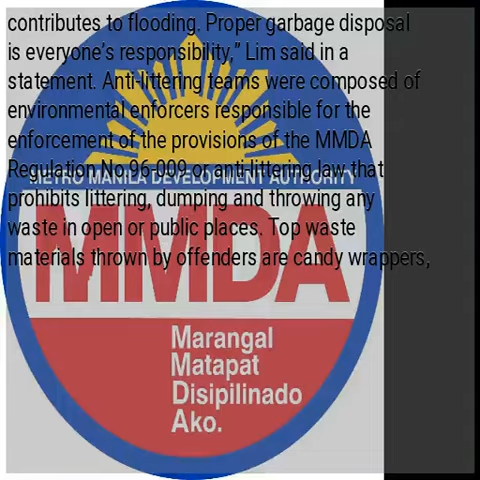 contributes to flooding. Proper garbage disposal
is everyone's responsibility,” Lim said in a
statement. Anti-littering teams were composed of
environmental enforcers responsible for the
enforcement of the provisions of the MMDA
Regulation No.96-009 or anti-littering law that
METRO MANILA DEVELOPMENT AUTHORITY
prohibits littering, dumping and throwing any
waste in open or public places. Top waste
materials thrown by offenders are candy wrappers,
MMDA
Marangal
Matapat
Disipilinado
Ako.